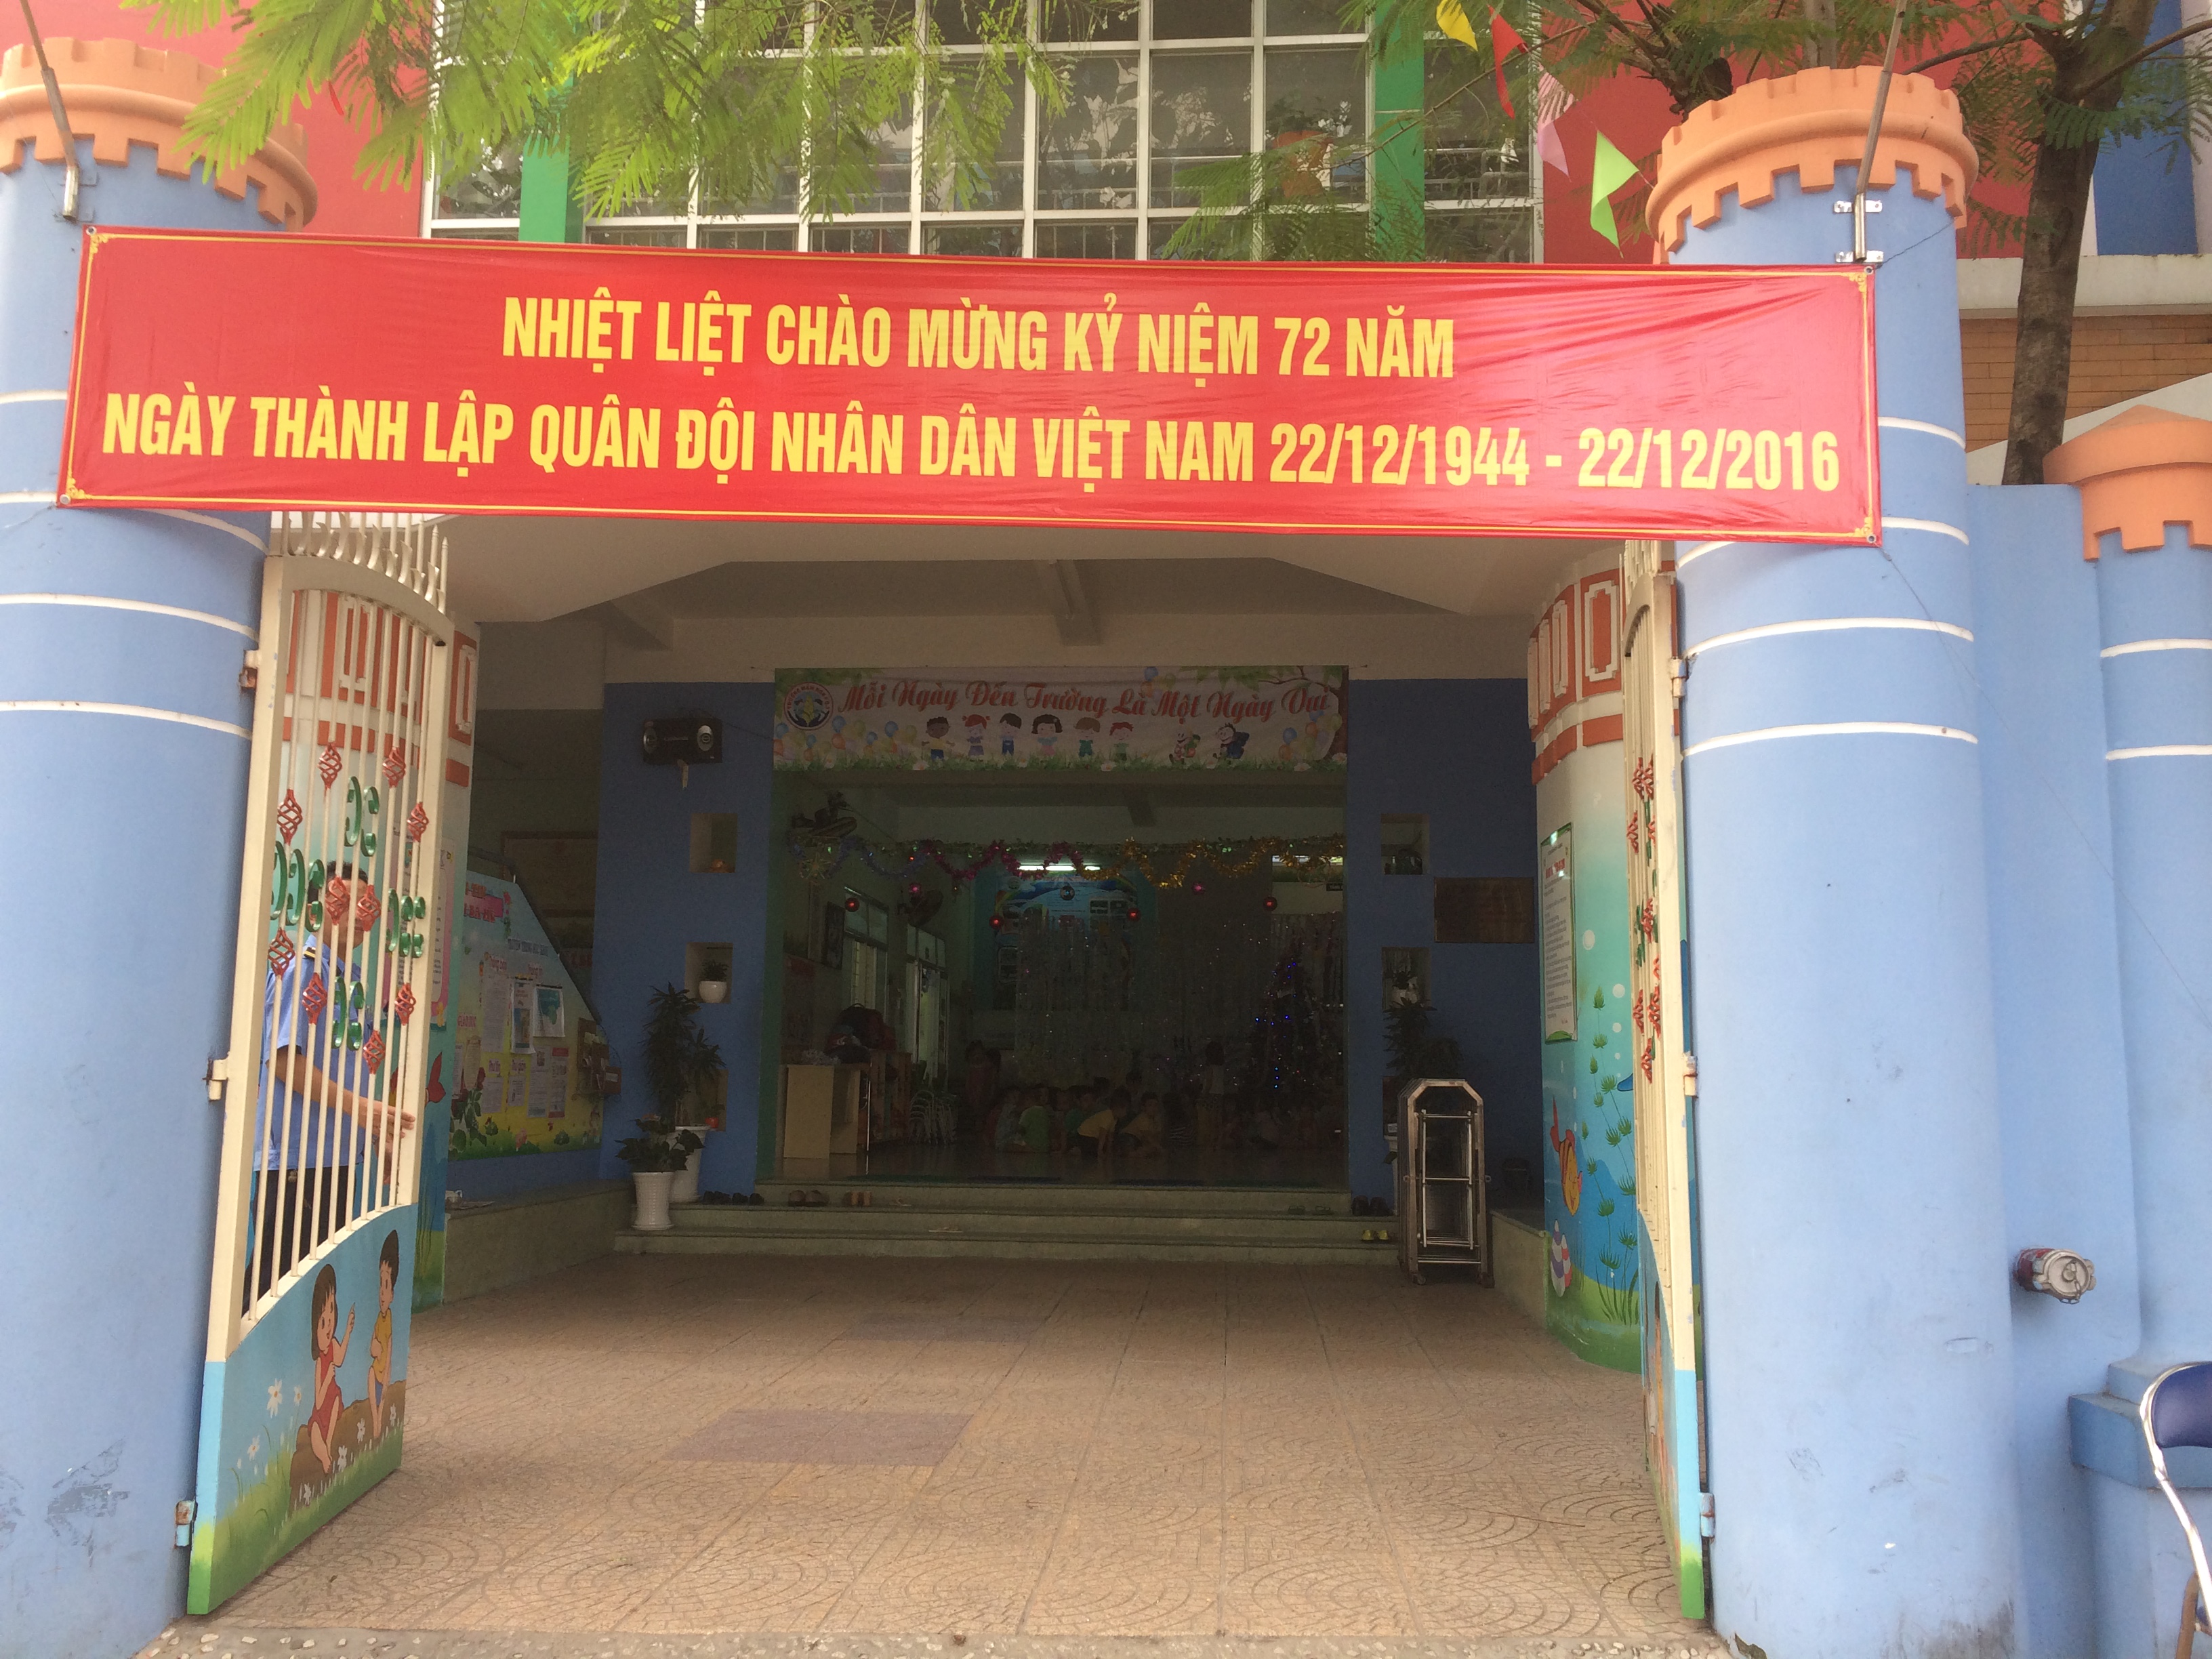 NHIỆT LIỆT CHÀO MỪNG KỶ NIỆM 72 NĂM
NGÀY THÀNH LẬP QUÂN ĐỘI NHÂN DÂN VIỆT NAM 22/12/1944 - 22/12/2016
Mỗi Ngày Đến Trường Là Một Ngày Vui